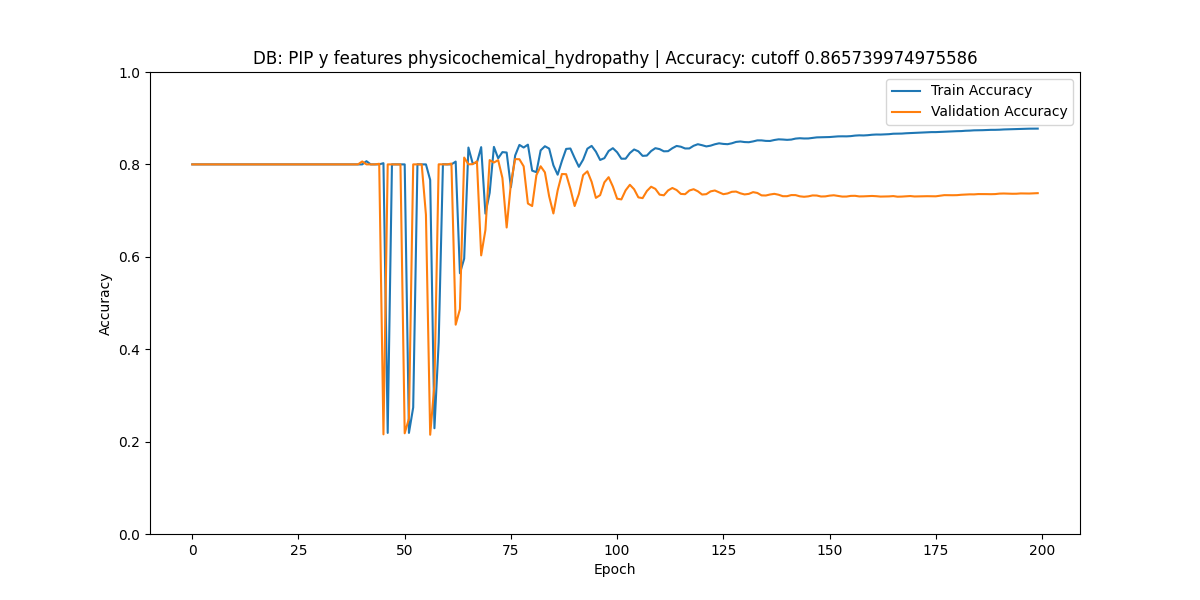 DB: PIP y features physicochemical_hydropathy | Accuracy: cutoff 0.865739974975586
Train Accuracy
Validation Accuracy
1.0
0.8
0.6
0.4
0.2
0.0
Accuracy
0 25 50 75 100 125 150 175 200
Epoch